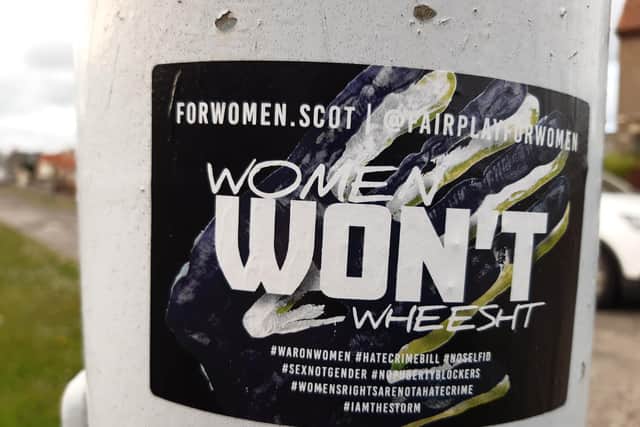 FORWOMEN.SCOT | @FAIRPLAYFORWOMEN
WOMEN
WON'T
WHEESHT
#WARONWOMEN #HATECRIMEBILL #NOSELFID
#SEXNOTGENDER #NOPUBERTYBLOCKERS
#WOMENSRIGHTSARENOTAHATECRIME
#IAMTHESTORM